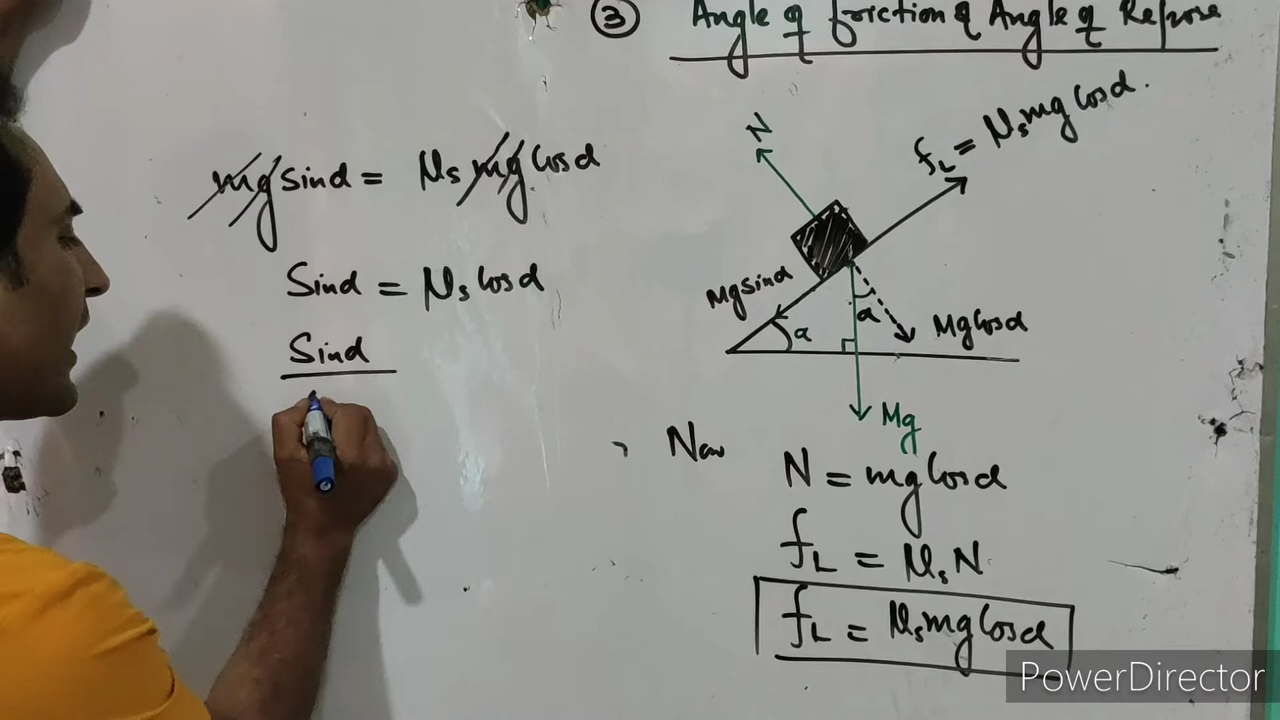 ③ Angle of friction & Angle of Repose
mg sinα = μs mg cosα
Sinα = μs cosα
Sinα
N
fL = μs mg cosα.
Mg sinα
α
α
Mg cosα
Mg
, Now
N = mg cosα
fL = μs N
fL = μs mg cosα
PowerDirector